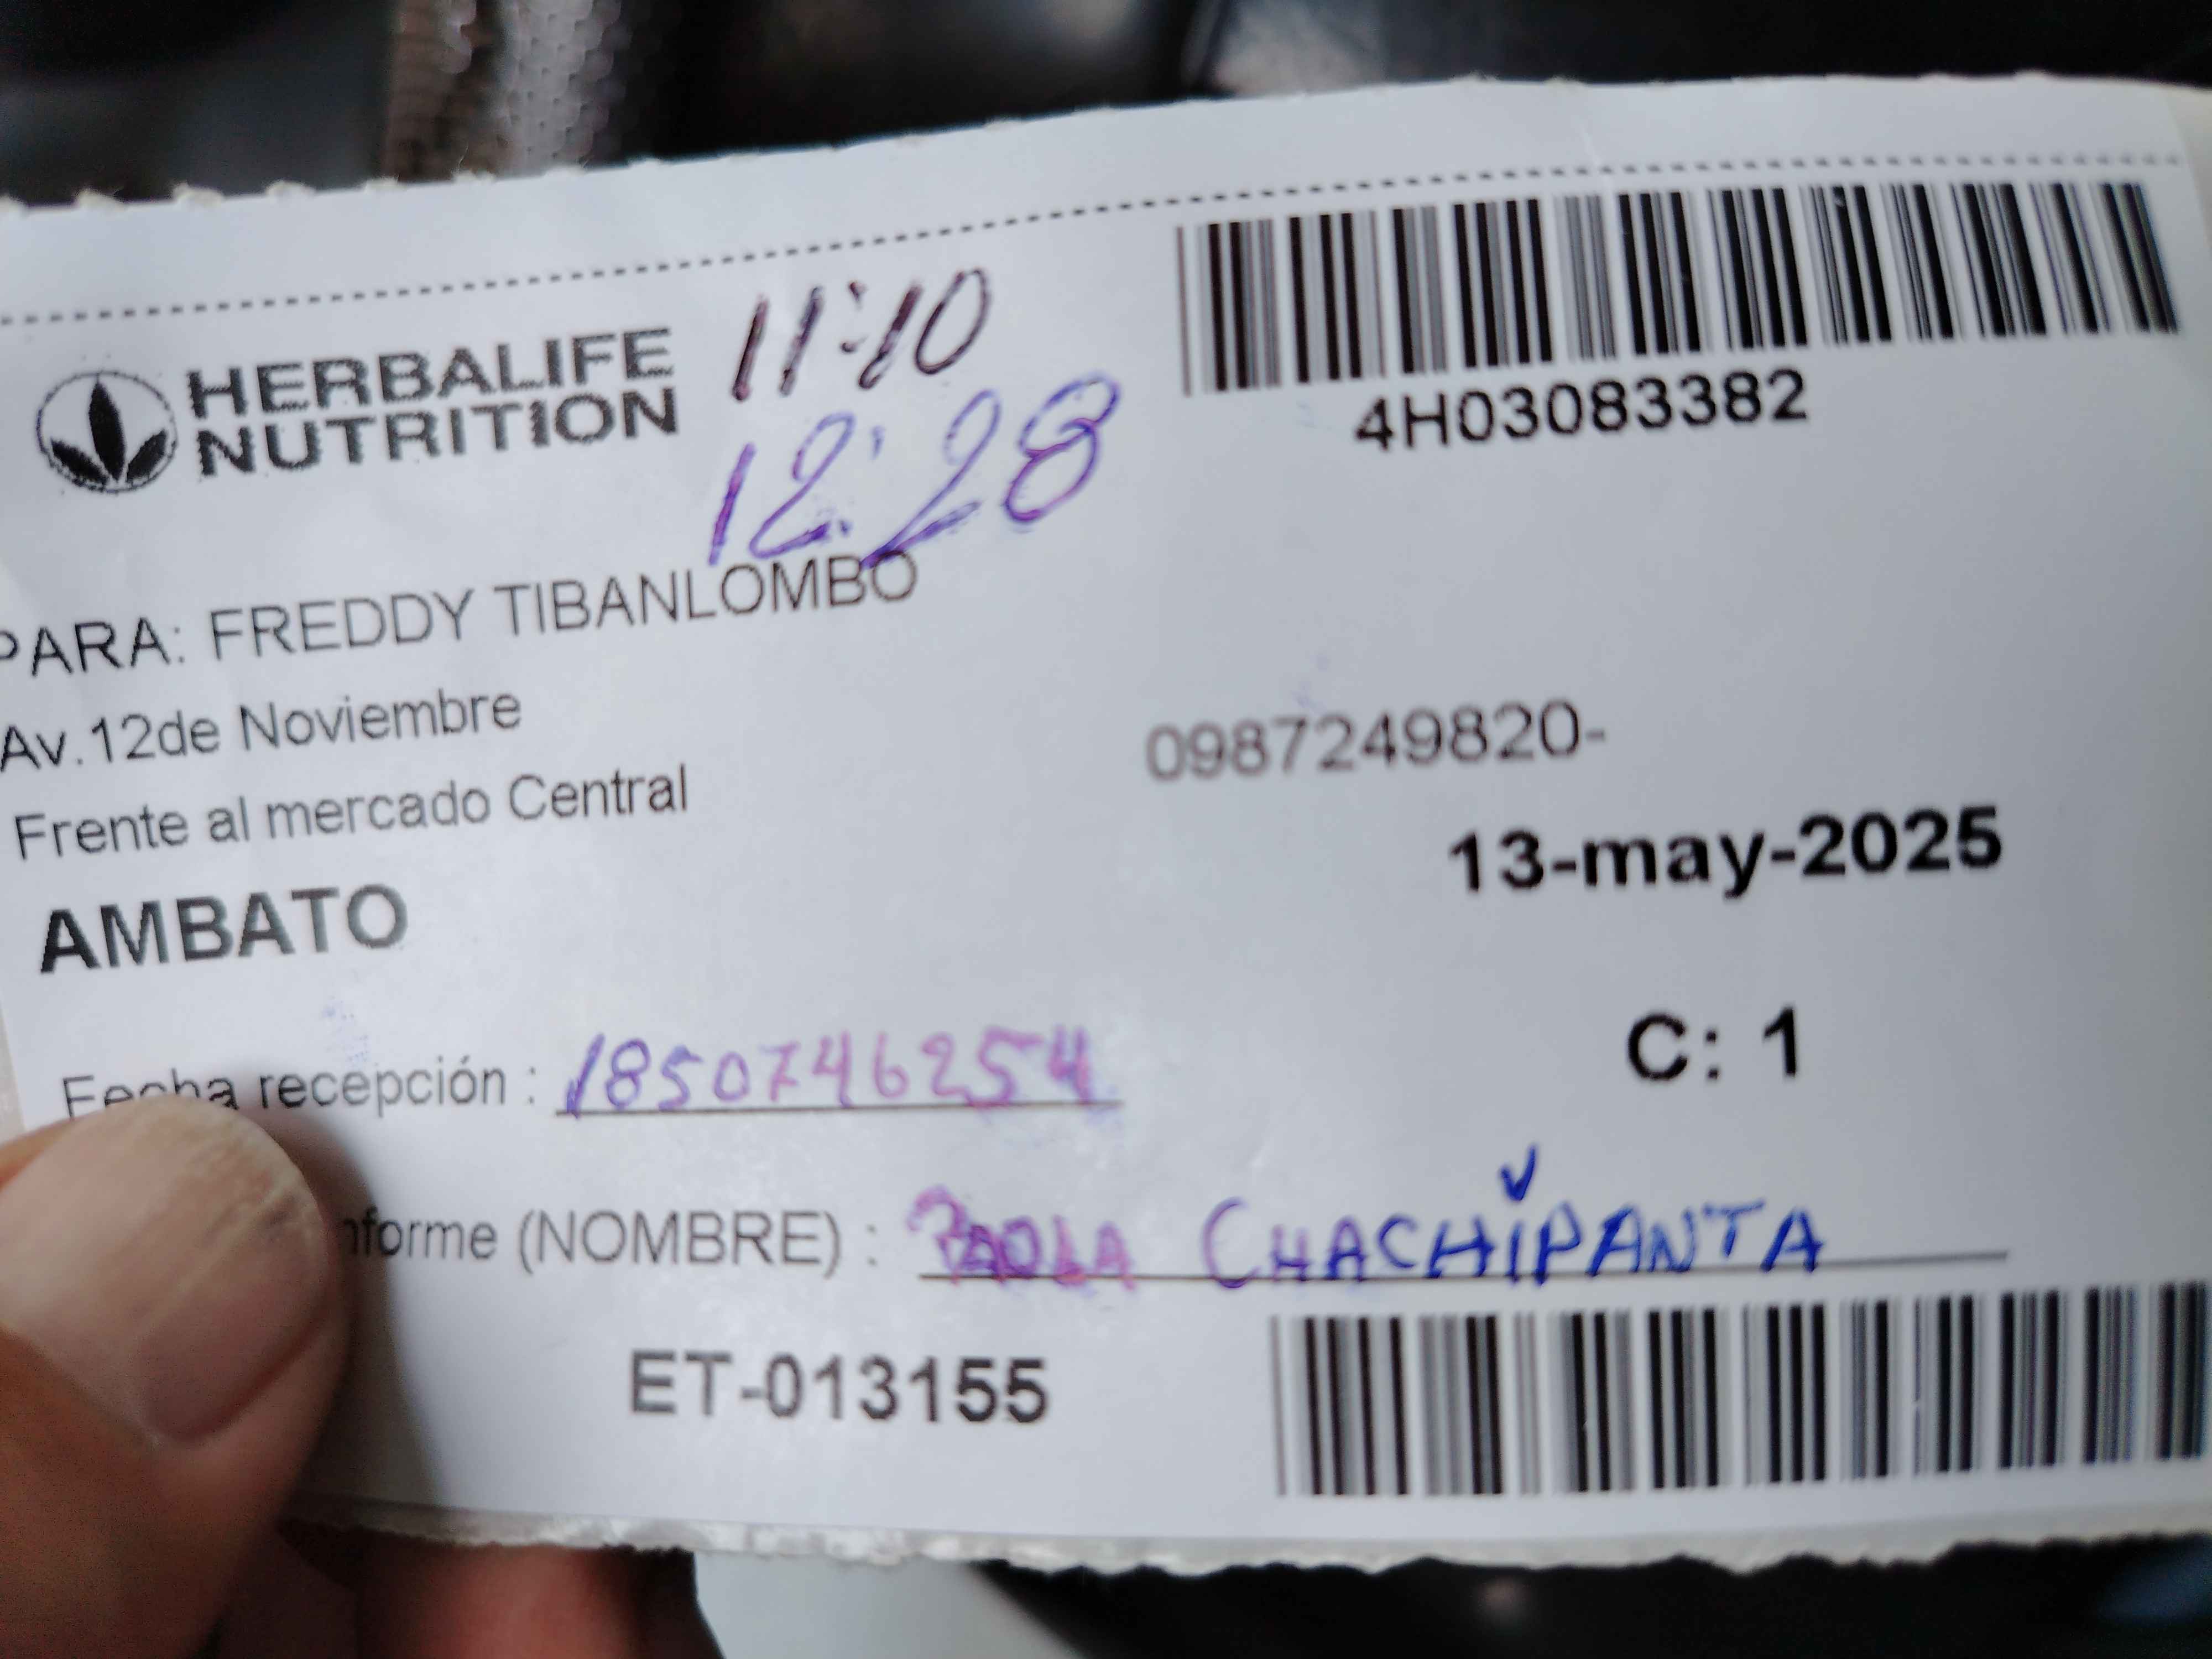 HERBALIFE
NUTRITION
11:10
12:28
4H03083382
PARA: FREDDY TIBANLOMBO
Av.12de Noviembre
0987249820-
Frente al mercado Central
13-may-2025
AMBATO
C: 1
Fecha recepción : 1850746254
nforme (NOMBRE) : PAOLA CHACHIPANTA
ET-013155